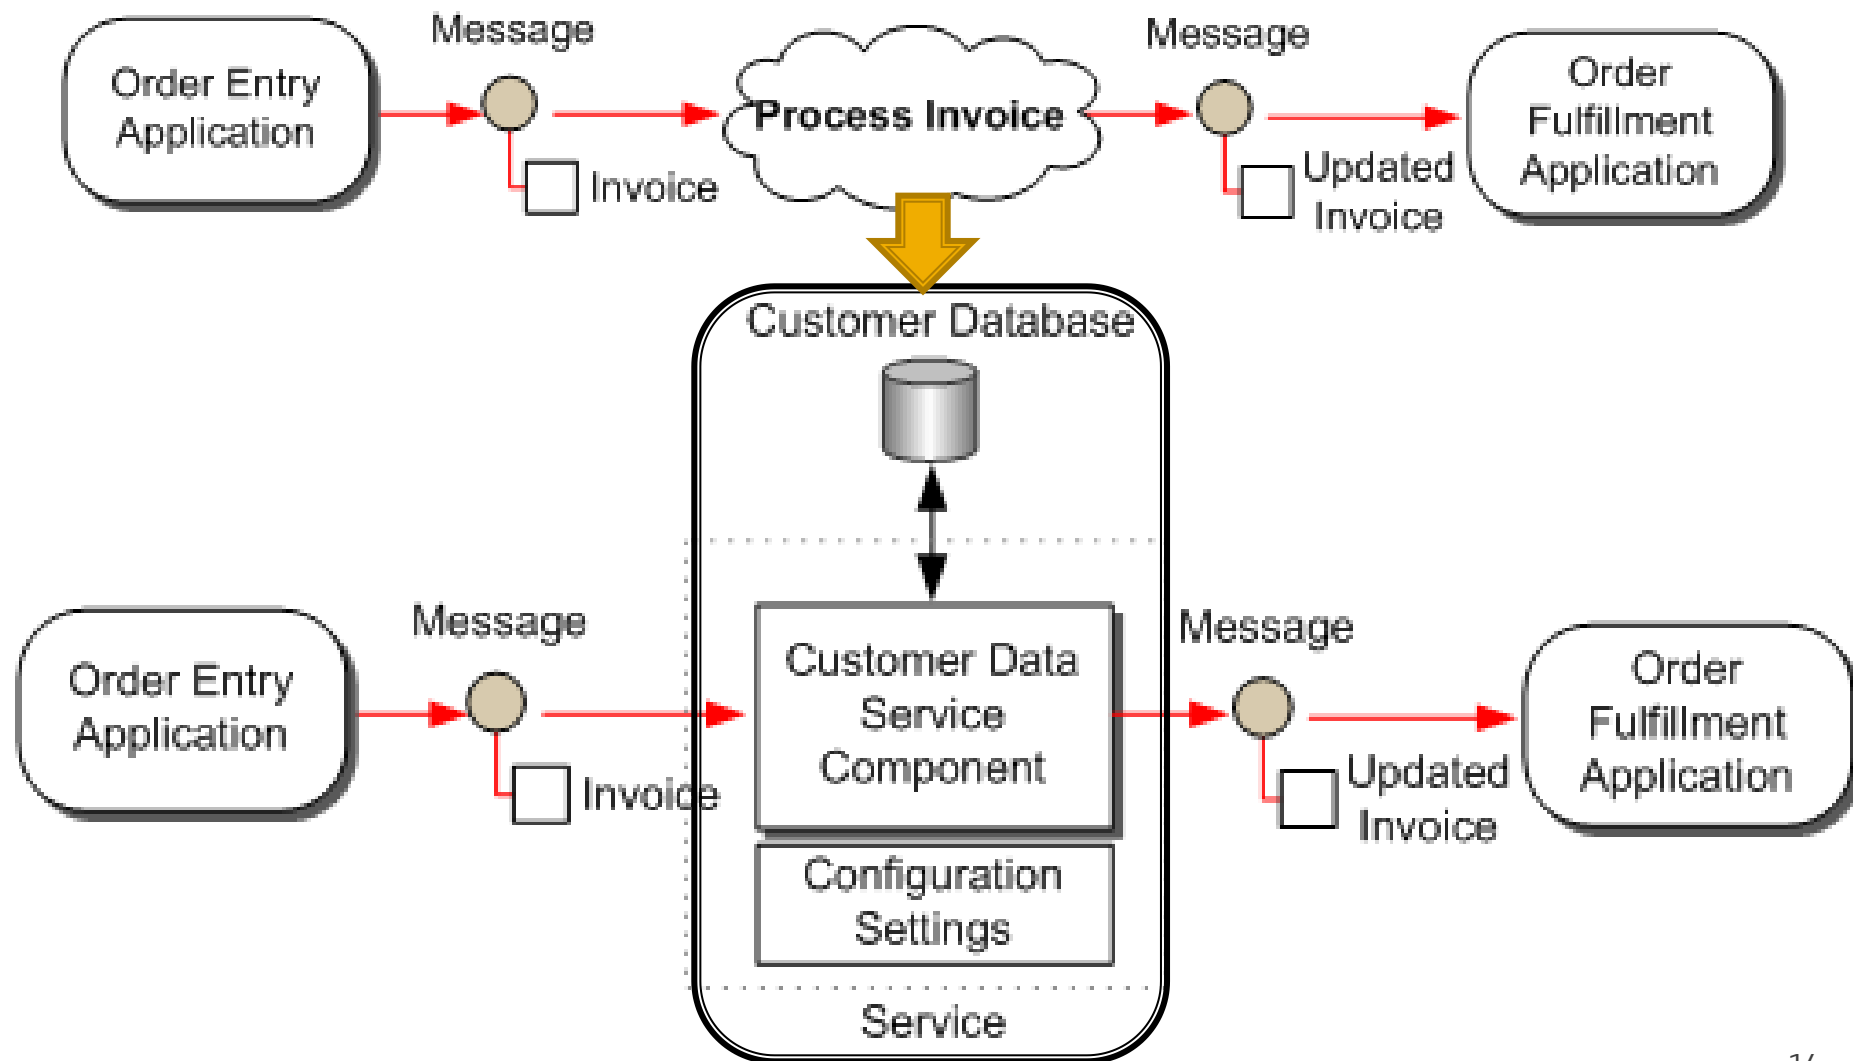 Message
Message
Order Entry
Application
Process Invoice
Order
Fulfillment
Application
Invoice
Updated
Invoice
Customer Database
Message
Message
Order Entry
Application
Customer Data
Service
Component
Order
Fulfillment
Application
Invoice
Updated
Invoice
Configuration
Settings
Service